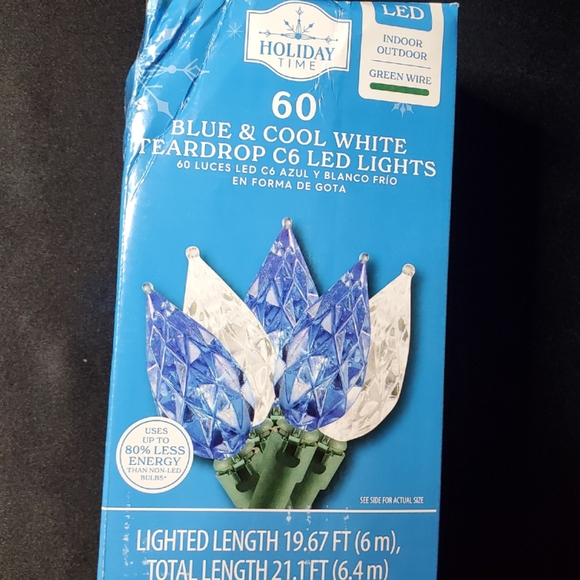 HOLIDAY
TIME
LED
INDOOR
OUTDOOR
GREEN WIRE
60
BLUE & COOL WHITE
TEARDROP C6 LED LIGHTS
60 LUCES LED C6 AZUL Y BLANCO FRÍO
EN FORMA DE GOTA
USES
UP TO
80% LESS
ENERGY
THAN NON-LED
BULBS*
SEE SIDE FOR ACTUAL SIZE
LIGHTED LENGTH 19.67 FT (6 m),
TOTAL LENGTH 21.1 FT (6.4 m)